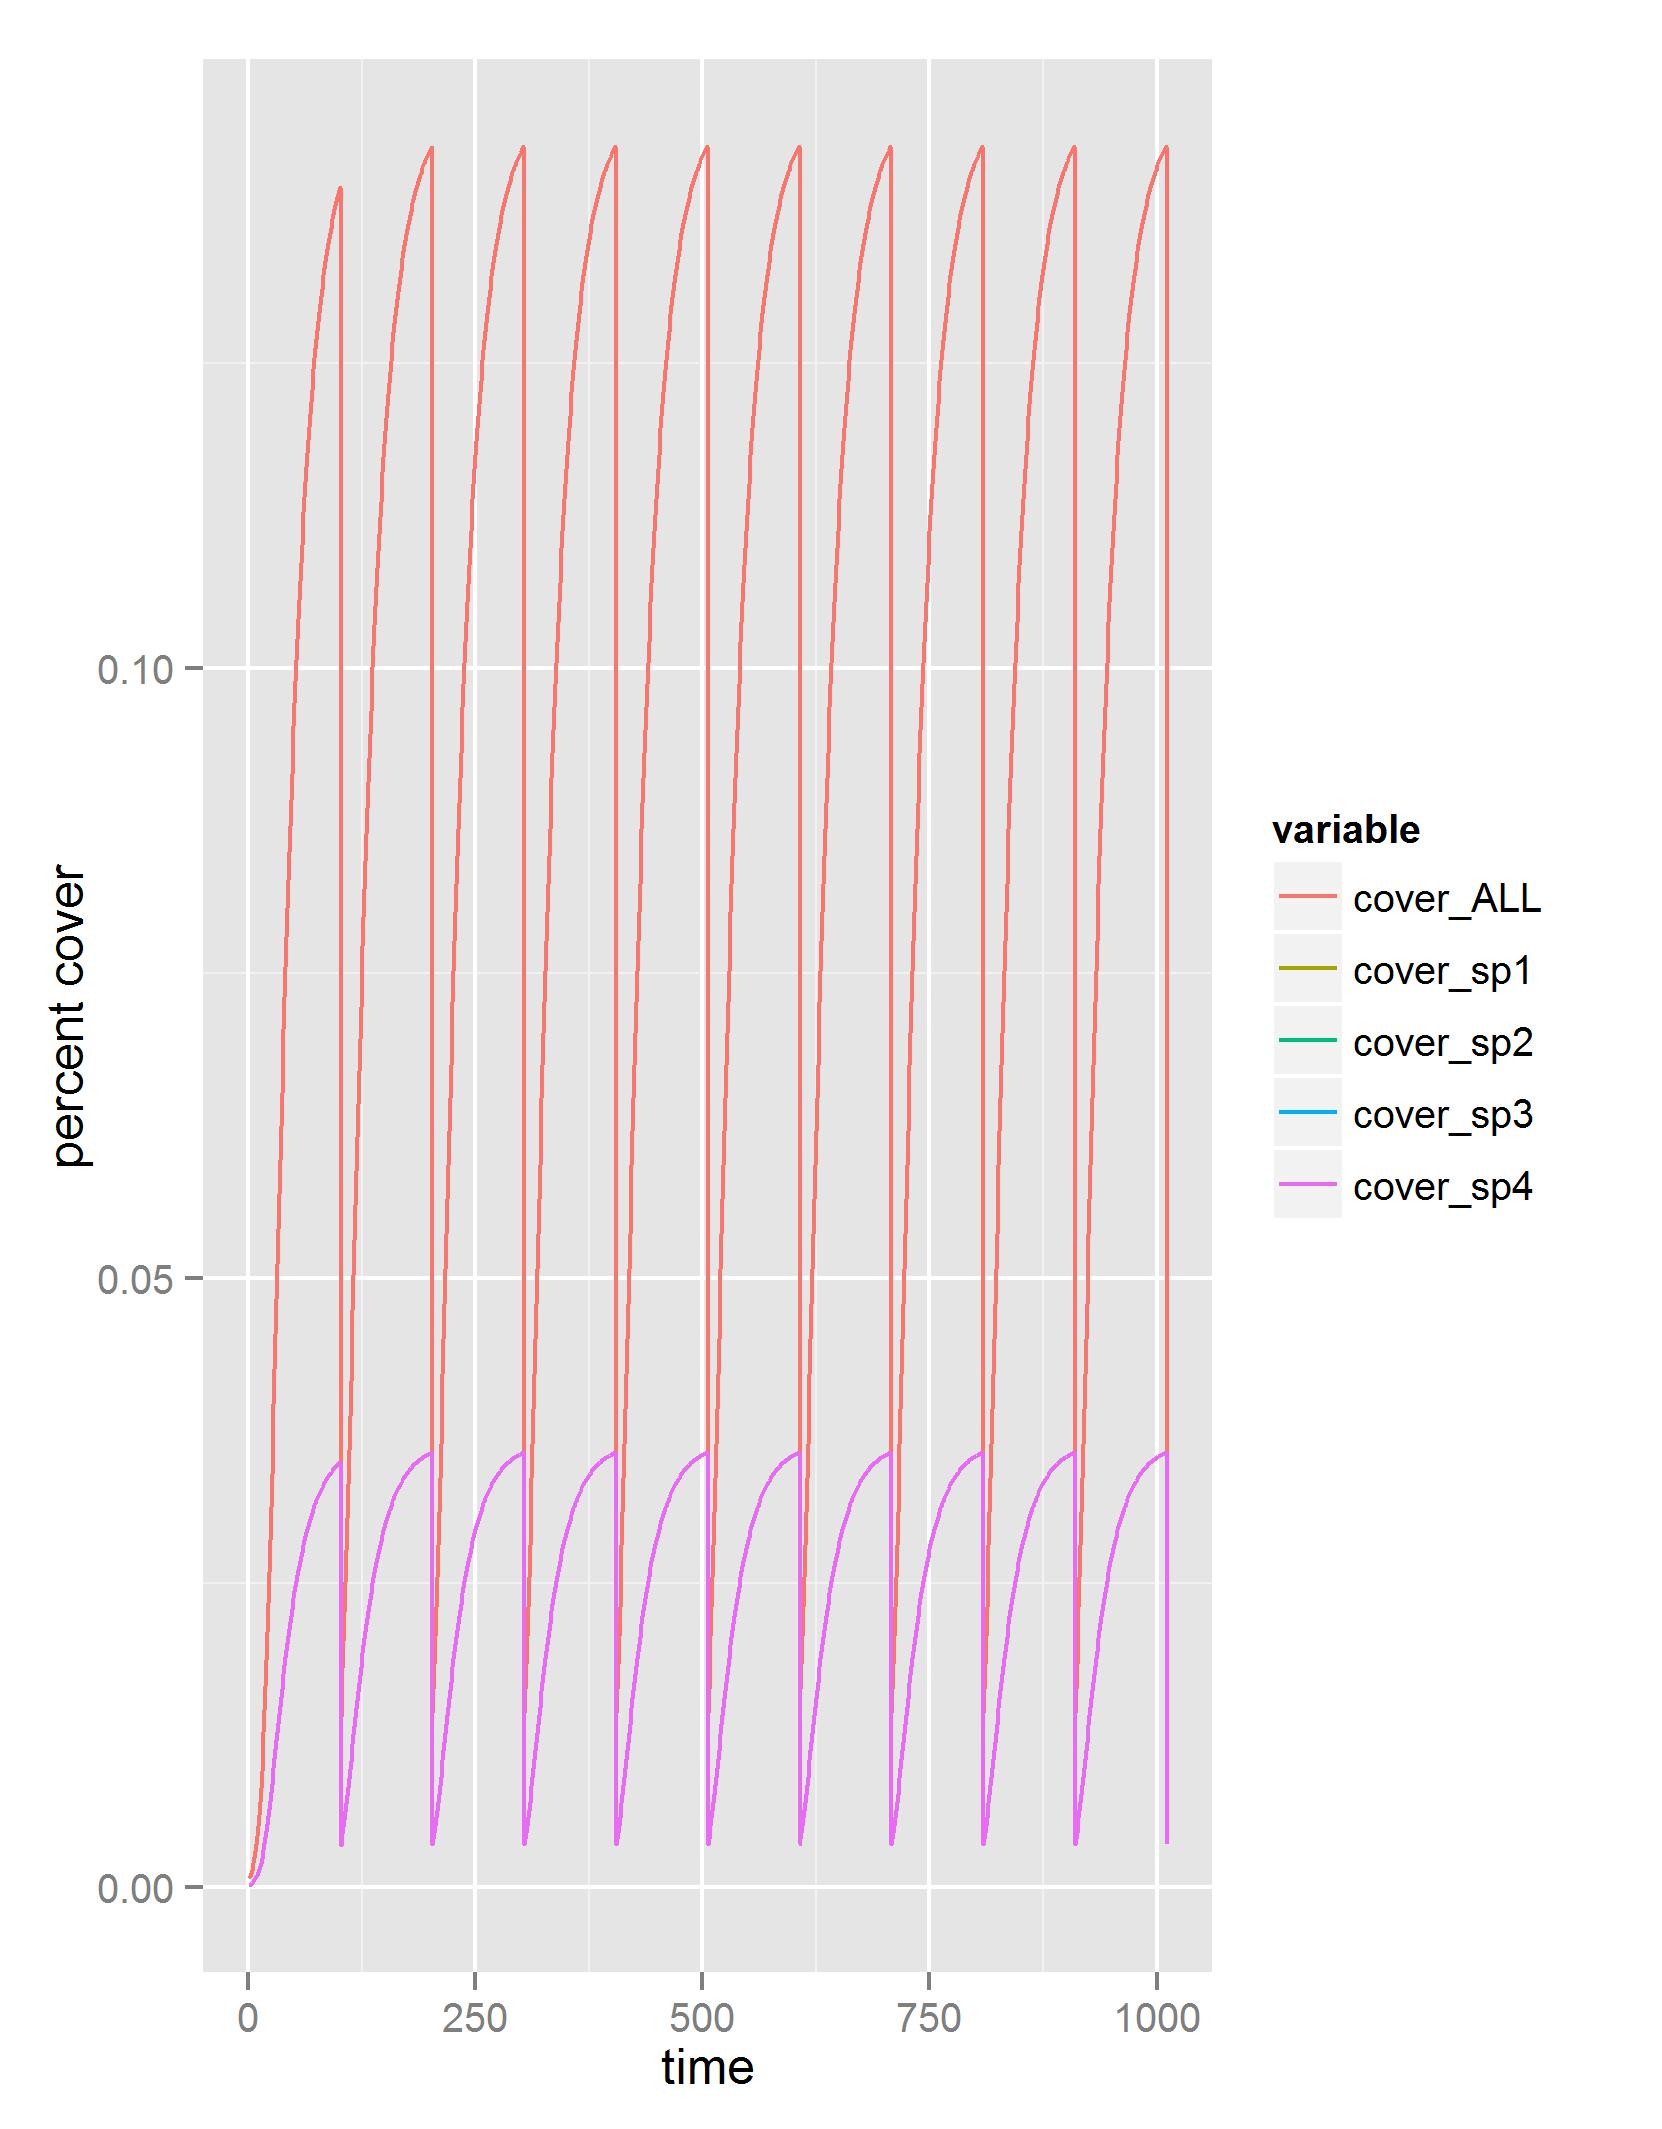 percent cover
0.10
0.05
0.00
0 250 500 750 1000
time
variable
cover_ALL
cover_sp1
cover_sp2
cover_sp3
cover_sp4